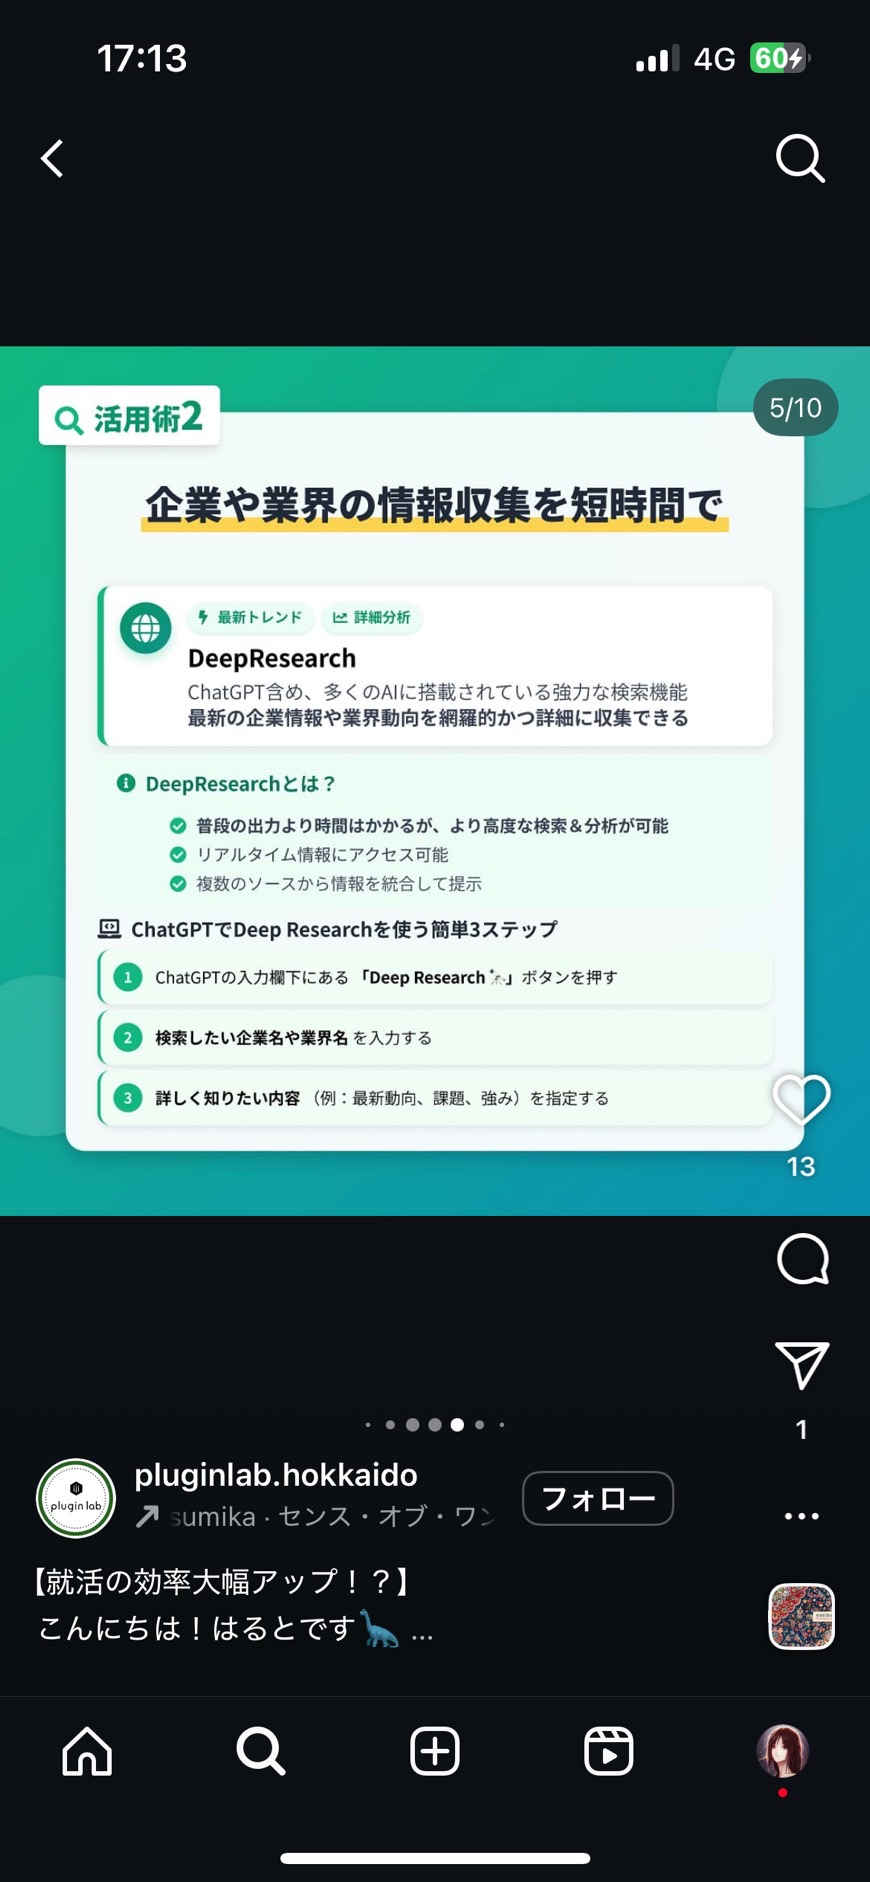 17:13
4G 60
5/10
活用術2
企業や業界の情報収集を短時間で
最新トレンド 詳細分析
DeepResearch
ChatGPT含め、多くのAIに搭載されている強力な検索機能
最新の企業情報や業界動向を網羅的かつ詳細に収集できる
DeepResearchとは？
普段の出力より時間はかかるが、より高度な検索＆分析が可能
リアルタイム情報にアクセス可能
複数のソースから情報を統合して提示
ChatGPTでDeep Researchを使う簡単3ステップ
1 ChatGPTの入力欄下にある「Deep Research🔭」ボタンを押す
2 検索したい企業名や業界名 を入力する
3 詳しく知りたい内容 （例：最新動向、課題、強み）を指定する
13
1
plugin lab
pluginlab.hokkaido
sumika · センス・オブ・ワン
フォロー
【就活の効率大幅アップ！？】
こんにちは！はるとです🦕 ...